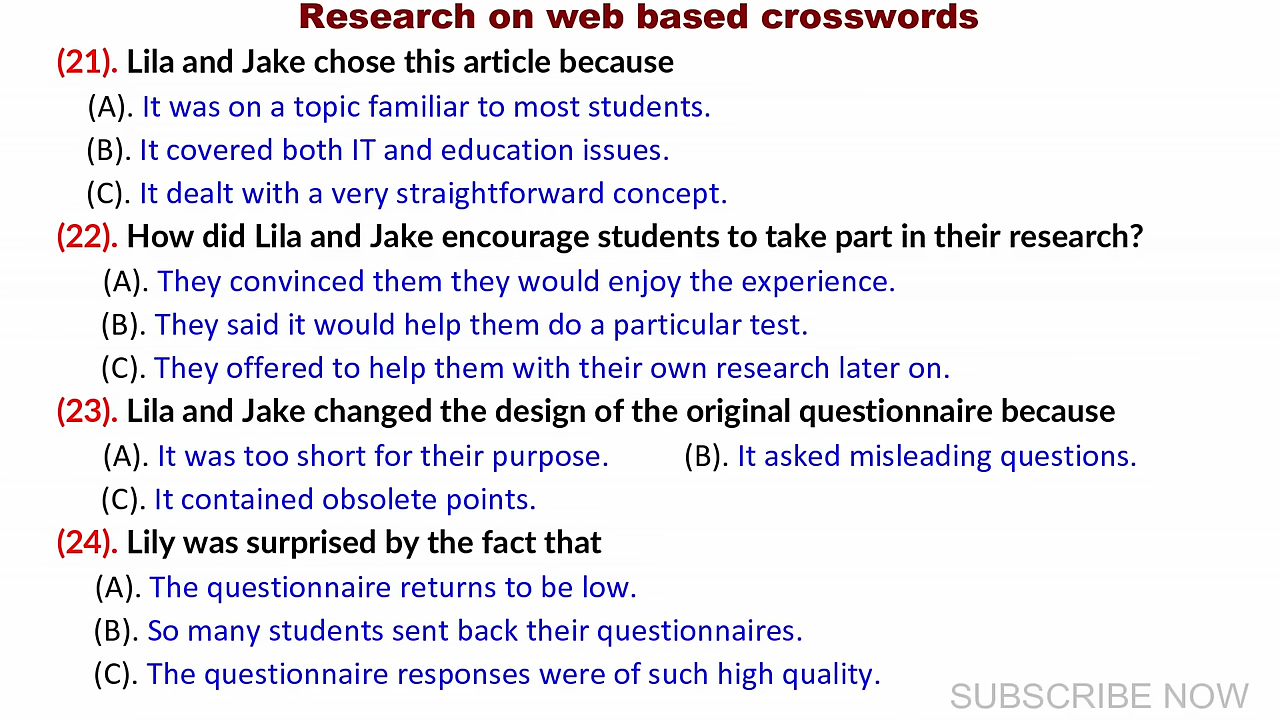 Research on web based crosswords
(21). Lila and Jake chose this article because
(A). It was on a topic familiar to most students.
(B). It covered both IT and education issues.
(C). It dealt with a very straightforward concept.
(22). How did Lila and Jake encourage students to take part in their research?
(A). They convinced them they would enjoy the experience.
(B). They said it would help them do a particular test.
(C). They offered to help them with their own research later on.
(23). Lila and Jake changed the design of the original questionnaire because
(A). It was too short for their purpose. (B). It asked misleading questions.
(C). It contained obsolete points.
(24). Lily was surprised by the fact that
(A). The questionnaire returns to be low.
(B). So many students sent back their questionnaires.
(C). The questionnaire responses were of such high quality.
SUBSCRIBE NOW